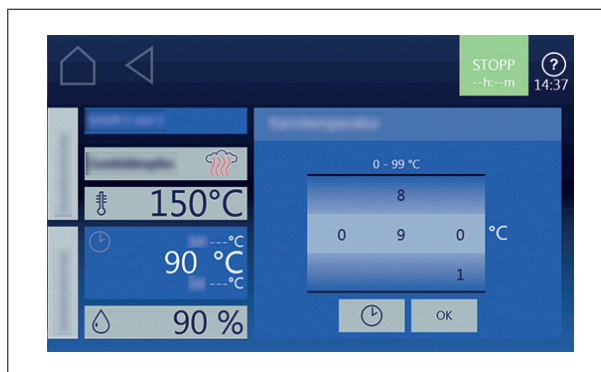 STOPP
--h:--m
?
14:37
0 - 99 °C
150°C
8
---°C
90 °C
---°C
0 9 0 °C
1
90 %
OK